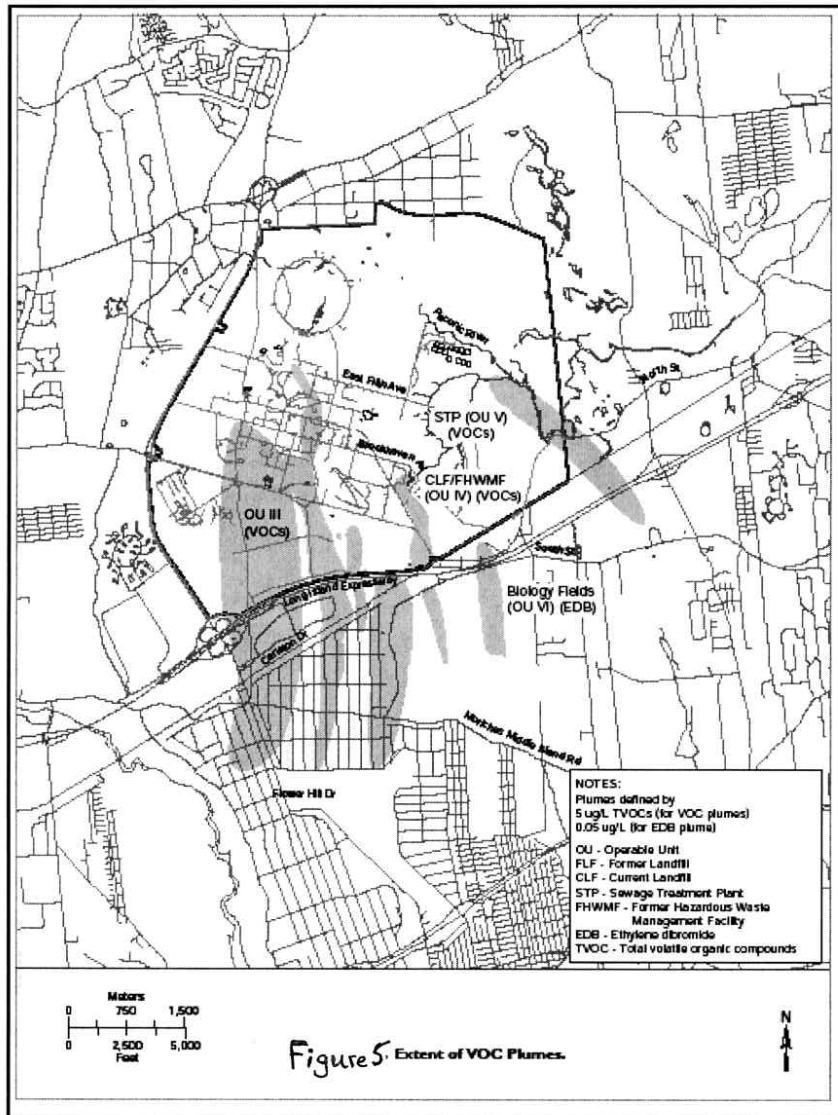 Peconic River
North St
East Fifth Ave
STP (OU V)
(VOCs)
CLF/FHWMF
(OU IV) (VOCs)
OU III
(VOCs)
South St
Biology Fields
(OU VI) (EDB)
Long Island Expressway
Carleton Dr
Moriches Middle Island Rd
Flower Hill Dr
NOTES:
Plumes defined by
5 ug/L TVOCs (for VOC plumes)
0.05 ug/L (for EDB plume)
OU - Operable Unit
FLF - Former Landfill
CLF - Current Landfill
STP - Sewage Treatment Plant
FHWMF - Former Hazardous Waste
Management Facility
EDB - Ethylene dibromide
TVOC - Total volatile organic compounds
Meters
0 750 1,500
0 2,500 5,000
Feet
Figure 5. Extent of VOC Plumes.
N